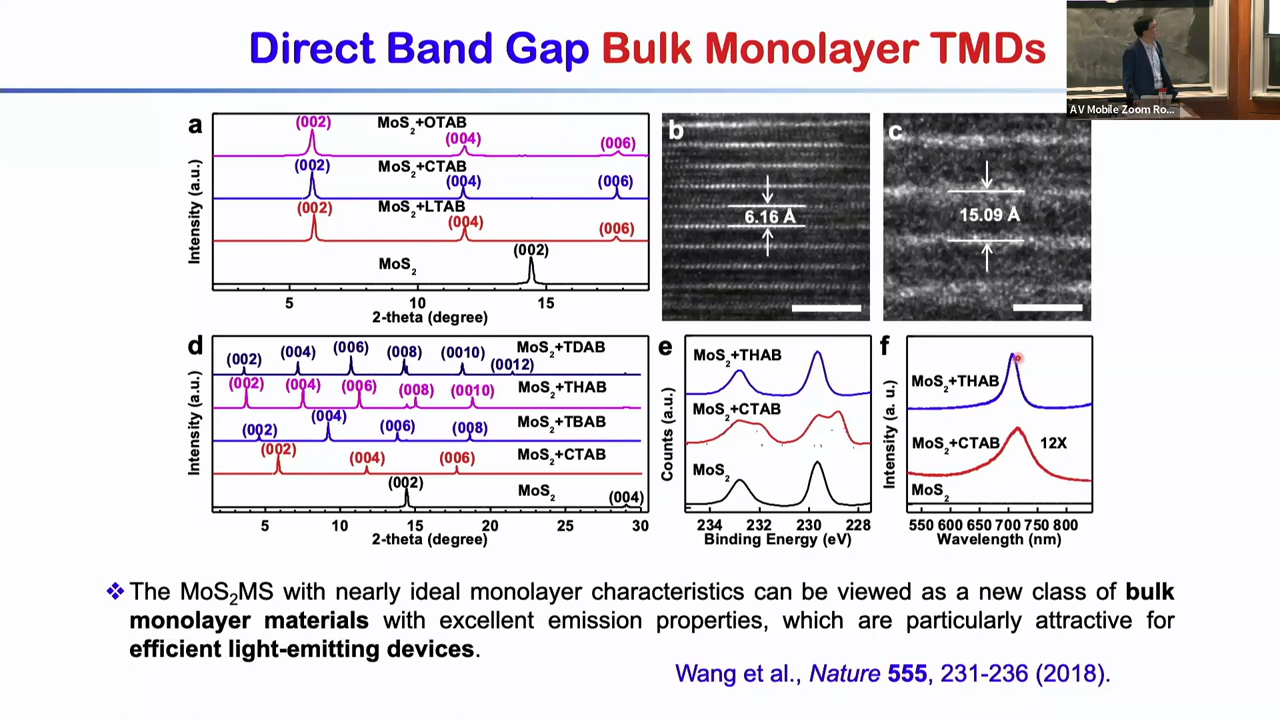 Direct Band Gap Bulk Monolayer TMDs
AV Mobile Zoom Ro...
a
Intensity (a.u.)
(002)
MoS₂+OTAB
(004)
(006)
(002)
MoS₂+CTAB
(004)
(006)
(002)
MoS₂+LTAB
(004)
(006)
MoS₂
(002)
5 10 15
2-theta (degree)
b
6.16 Å
c
15.09 Å
d
Intensity (a.u.)
(002) (004) (006) (008) (0010) (0012)
MoS₂+TDAB
(002) (004) (006) (008) (0010)
MoS₂+THAB
(002) (004) (006) (008)
MoS₂+TBAB
(002) (004) (006)
MoS₂+CTAB
(002) MoS₂ (004)
5 10 15 20 25 30
2-theta (degree)
e
Counts (a.u.)
MoS₂+THAB
MoS₂+CTAB
MoS₂
234 232 230 228
Binding Energy (eV)
f
Intensity (a. u.)
MoS₂+THAB
MoS₂+CTAB 12X
MoS₂
550 600 650 700 750 800
Wavelength (nm)
❖ The MoS₂MS with nearly ideal monolayer characteristics can be viewed as a new class of bulk
monolayer materials with excellent emission properties, which are particularly attractive for
efficient light-emitting devices.
Wang et al., Nature 555, 231-236 (2018).